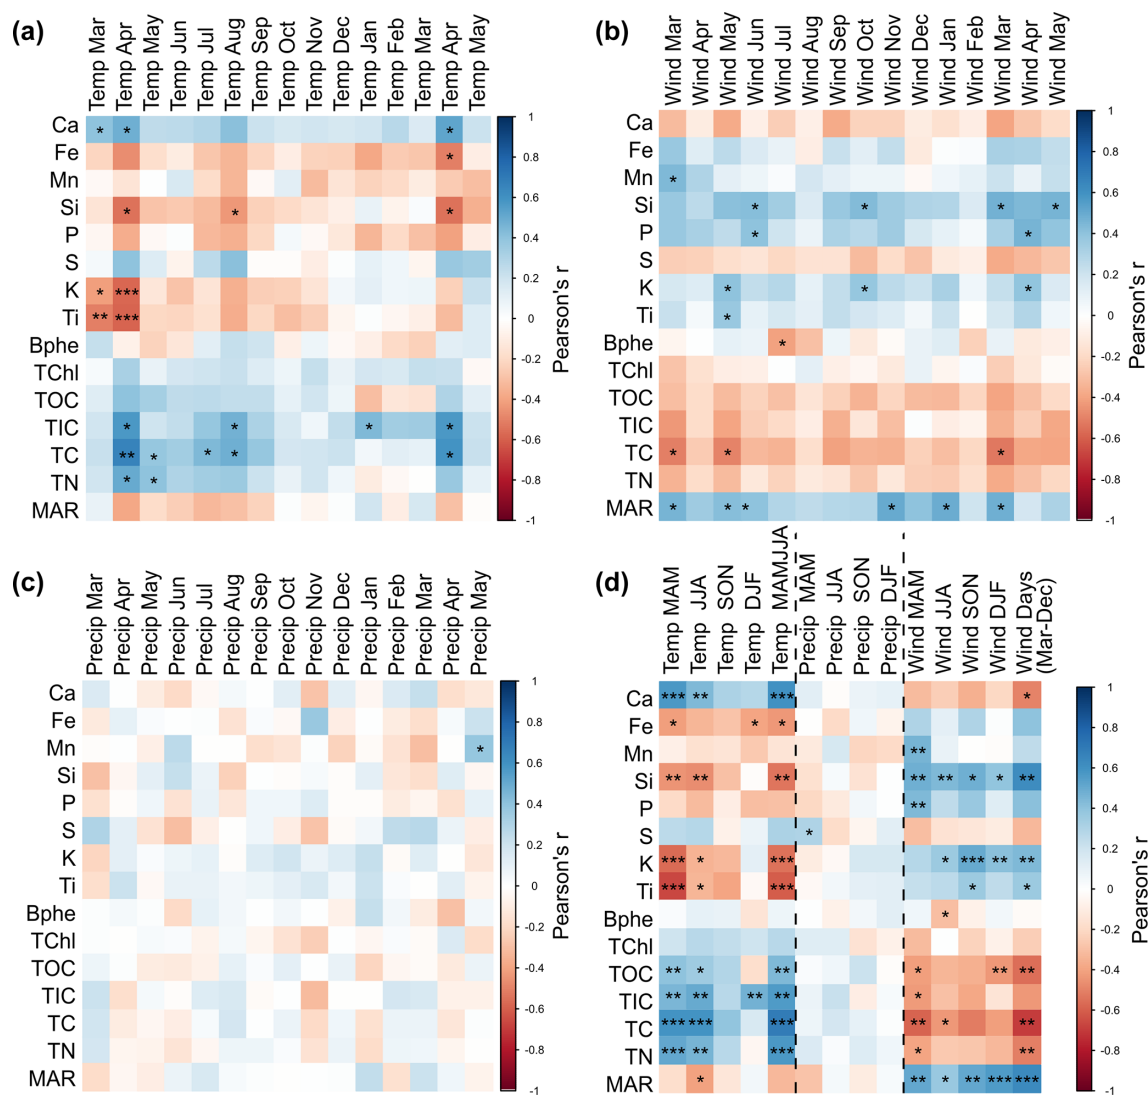 (a)
Temp Mar
Temp Apr
Temp May
Temp Jun
Temp Jul
Temp Aug
Temp Sep
Temp Oct
Temp Nov
Temp Dec
Temp Jan
Temp Feb
Temp Mar
Temp Apr
Temp May
Ca * * *
Fe *
Mn
Si * * *
P
S
K * ***
Ti ** ***
Bphe
TChl
TOC
TIC * * * *
TC ** * * * *
TN * *
MAR
1
0.8
0.6
0.4
0.2
0
-0.2
-0.4
-0.6
-0.8
-1
Pearson's r
(b)
Wind Mar
Wind Apr
Wind May
Wind Jun
Wind Jul
Wind Aug
Wind Sep
Wind Oct
Wind Nov
Wind Dec
Wind Jan
Wind Feb
Wind Mar
Wind Apr
Wind May
Ca
Fe
Mn *
Si * * * *
P * *
S
K * * *
Ti *
Bphe *
TChl
TOC
TIC
TC * * *
TN
MAR * * * * * *
1
0.8
0.6
0.4
0.2
0
-0.2
-0.4
-0.6
-0.8
-1
Pearson's r
(c)
Precip Mar
Precip Apr
Precip May
Precip Jun
Precip Jul
Precip Aug
Precip Sep
Precip Oct
Precip Nov
Precip Dec
Precip Jan
Precip Feb
Precip Mar
Precip Apr
Precip May
Ca
Fe
Mn *
Si
P
S
K
Ti
Bphe
TChl
TOC
TIC
TC
TN
MAR
1
0.8
0.6
0.4
0.2
0
-0.2
-0.4
-0.6
-0.8
-1
Pearson's r
(d)
Temp MAM
Temp JJA
Temp SON
Temp DJF
Temp MAMJJA
Precip MAM
Precip JJA
Precip SON
Precip DJF
Wind MAM
Wind JJA
Wind SON
Wind DJF
Wind Days
(Mar-Dec)
Ca *** ** *** *
Fe * * *
Mn **
Si ** ** ** ** ** * * **
P **
S *
K *** * *** * *** ** **
Ti *** * *** * *
Bphe *
TChl
TOC ** * ** * ** **
TIC ** ** ** ** *
TC *** *** *** ** * **
TN *** ** *** * **
MAR * ** * ** *** ***
1
0.8
0.6
0.4
0.2
0
-0.2
-0.4
-0.6
-0.8
-1
Pearson's r